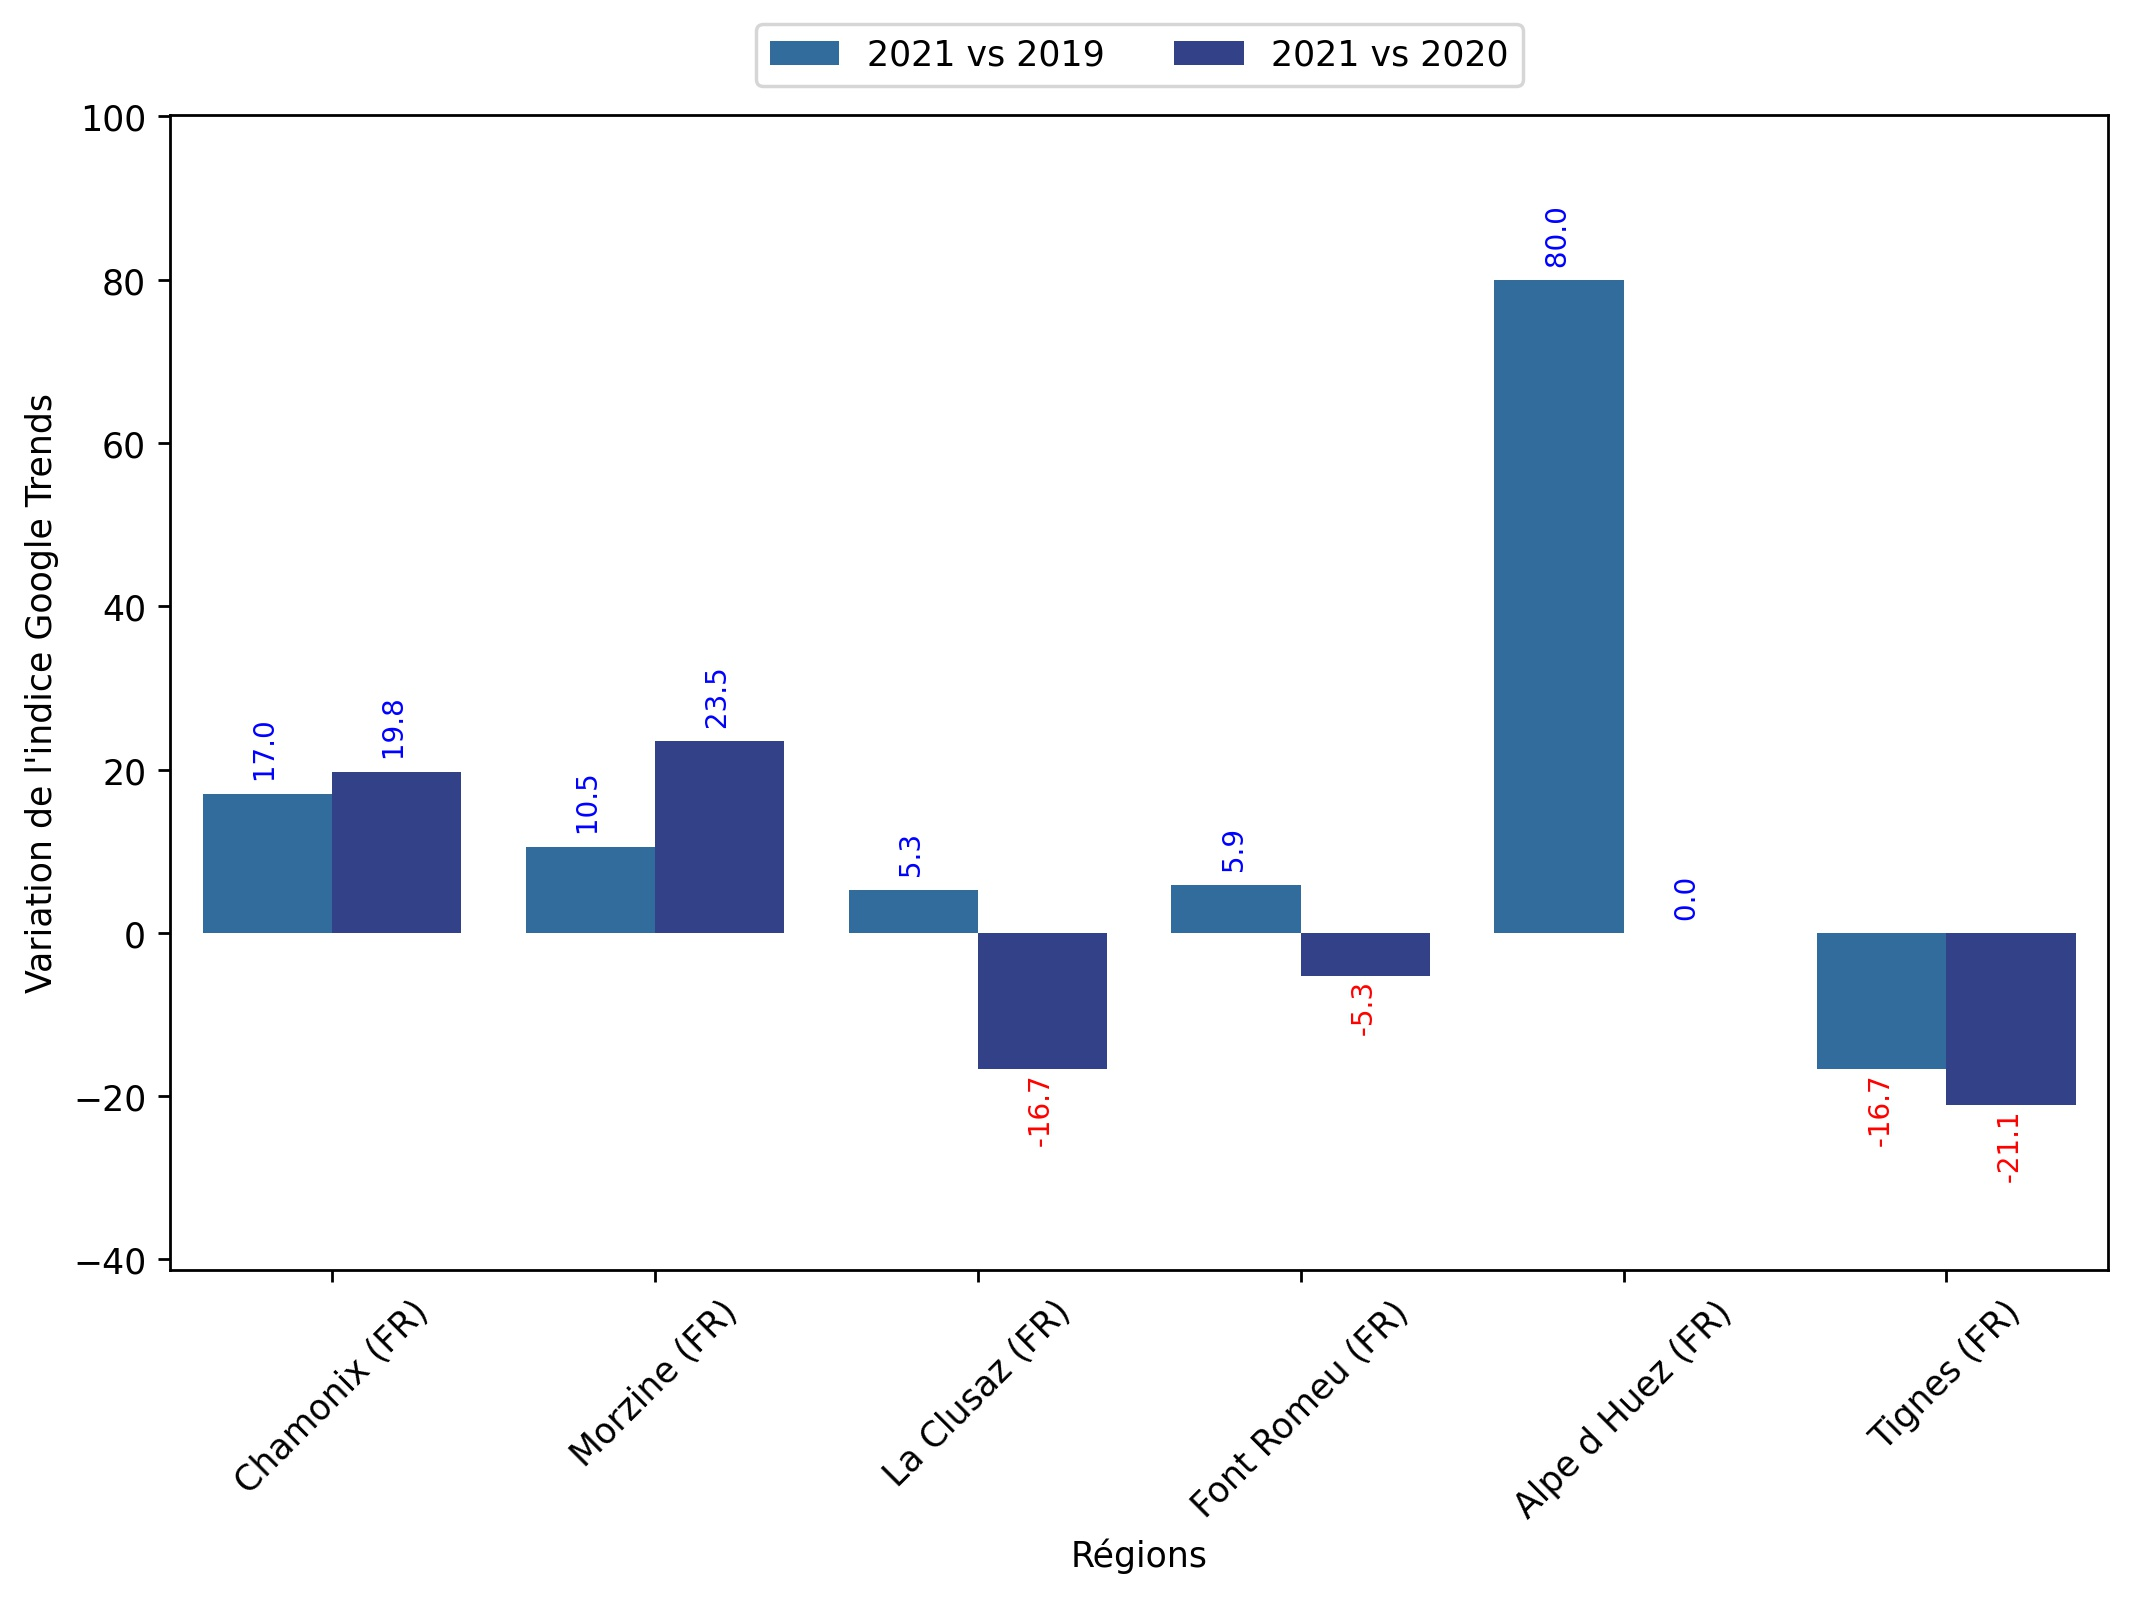 2021 vs 2019
2021 vs 2020
100
80
60
40
20
0
−20
−40
Variation de l'indice Google Trends
17.0
19.8
10.5
23.5
5.3
-16.7
5.9
-5.3
80.0
0.0
-16.7
-21.1
Chamonix (FR)
Morzine (FR)
La Clusaz (FR)
Font Romeu (FR)
Alpe d Huez (FR)
Tignes (FR)
Régions